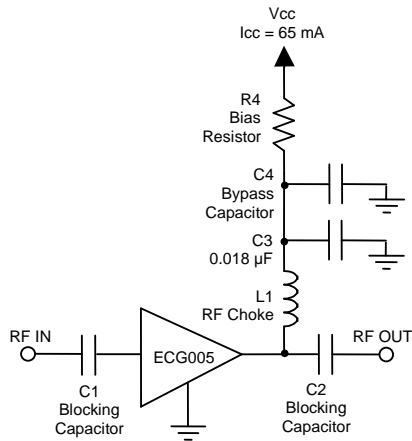 Vcc
Icc = 65 mA
R4
Bias
Resistor
C4
Bypass
Capacitor
C3
0.018 µF
L1
RF Choke
RF IN
ECG005
RF OUT
C1
Blocking
Capacitor
C2
Blocking
Capacitor